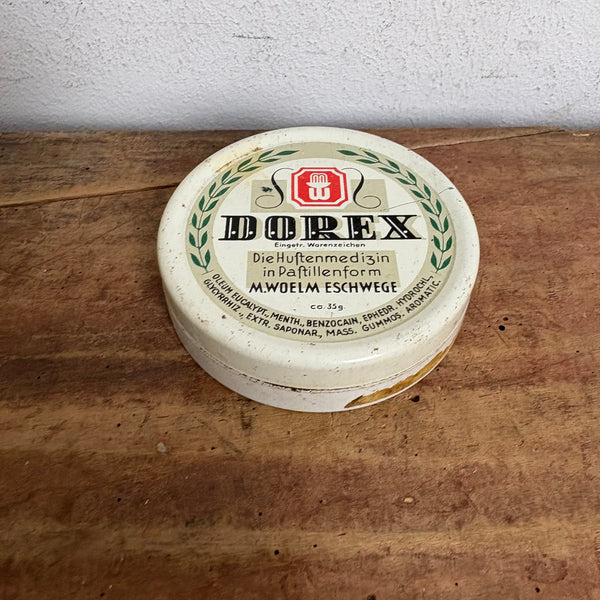 DOREX
Eingetr. Warenzeichen
Die Hustenmedizin
in Pastillenform
M.WOELM ESCHWEGE
ca. 35g.
OLEUM EUCALYPT., MENTH., BENZOCAIN, EPHEDR. HYDROCHL.
GLYCYRRHIZ., EXTR. SAPONAR., MASS. GUMMOS. AROMATIC.